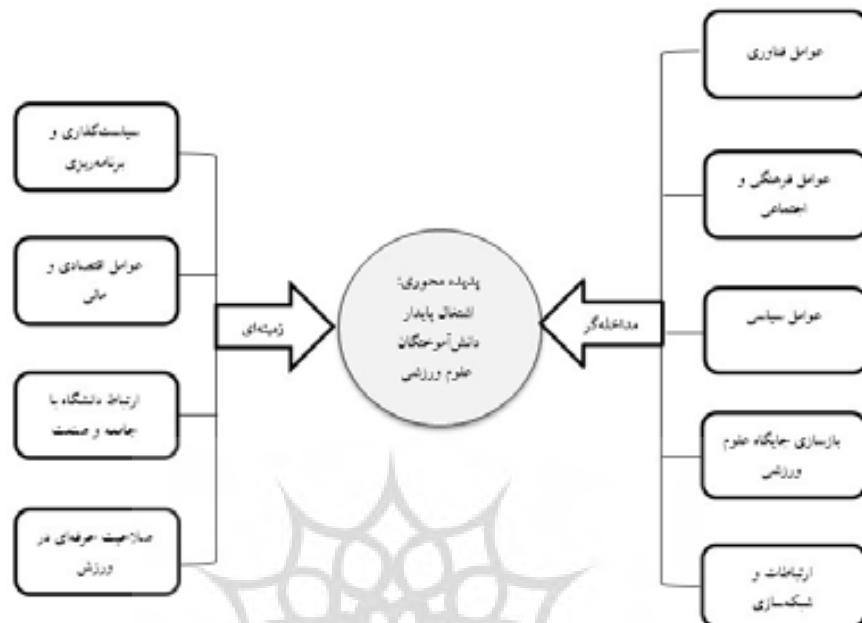 عوامل فناوری
عوامل فرهنگی و
اجتماعی
عوامل سیاسی
بازسازی جایگاه علوم
ورزشی
ارتباطات و
شبکه‌سازی
مداخله‌گر
پدیده محوری:
اشتغال پایدار
دانش‌آموختگان
علوم ورزشی
زمینه‌ای
سیاست‌گذاری و
برنامه‌ریزی
عوامل اقتصادی و
مالی
ارتباط دانشگاه با
جامعه و صنعت
صلاحیت حرفه‌ای در
ورزش